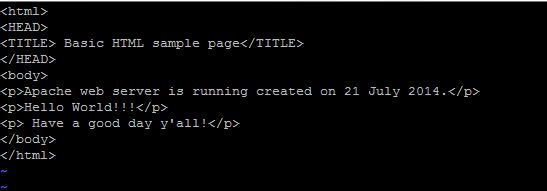 <html>
<HEAD>
<TITLE> Basic HTML sample page</TITLE>
</HEAD>
<body>
<p>Apache web server is running created on 21 July 2014.</p>
<p>Hello World!!!</p>
<p> Have a good day y'all!</p>
</body>
</html>
~
~